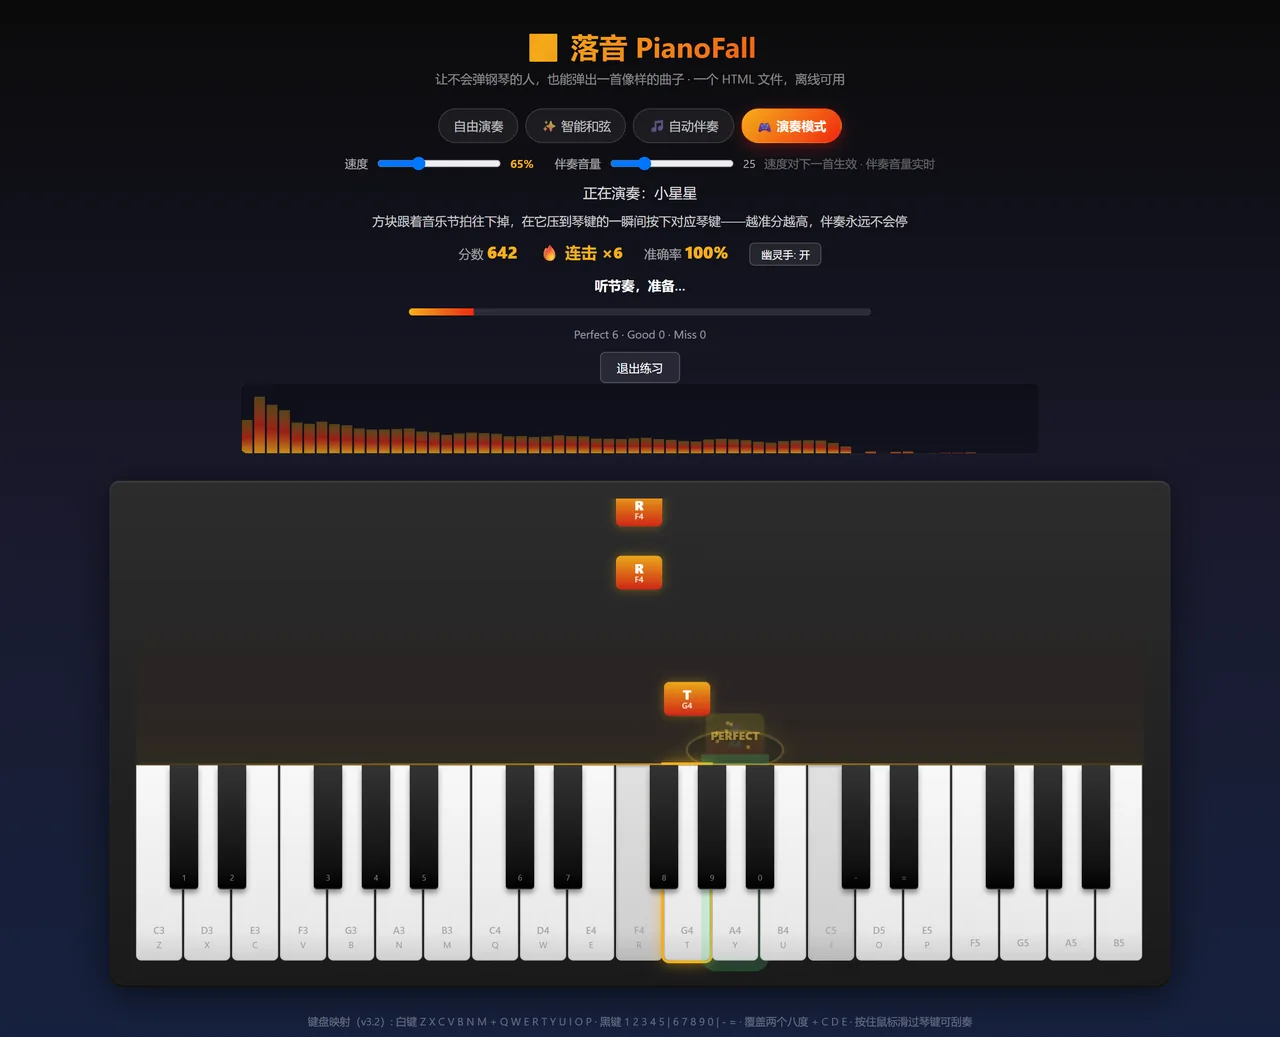 落音 PianoFall
让不会弹钢琴的人，也能弹出一首像样的曲子 · 一个 HTML 文件，离线可用
自由演奏 ✨ 智能和弦 🎵 自动伴奏 🎮 演奏模式
速度 65% 伴奏音量 25 速度对下一首生效 · 伴奏音量实时
正在演奏：小星星
方块跟着音乐节拍往下掉，在它压到琴键的一瞬间按下对应琴键——越准分越高，伴奏永远不会停
分数 642 🔥 连击 ×6 准确率 100% 幽灵手: 开
听节奏，准备...
Perfect 6 · Good 0 · Miss 0
退出练习
R
F4
R
F4
T
G4
PERFECT
1 2 3 4 5 6 7 8 9 0 - =
C3 D3 E3 F3 G3 A3 B3 C4 D4 E4 F4 G4 A4 B4 C5 D5 E5 F5 G5 A5 B5
Z X C V B N M Q W E R T Y U I O P
键盘映射（v3.2）: 白键 Z X C V B N M + Q W E R T Y U I O P · 黑键 1 2 3 4 5 | 6 7 8 9 0 | - = · 覆盖两个八度 + C D E · 按住鼠标滑过琴键可刮奏